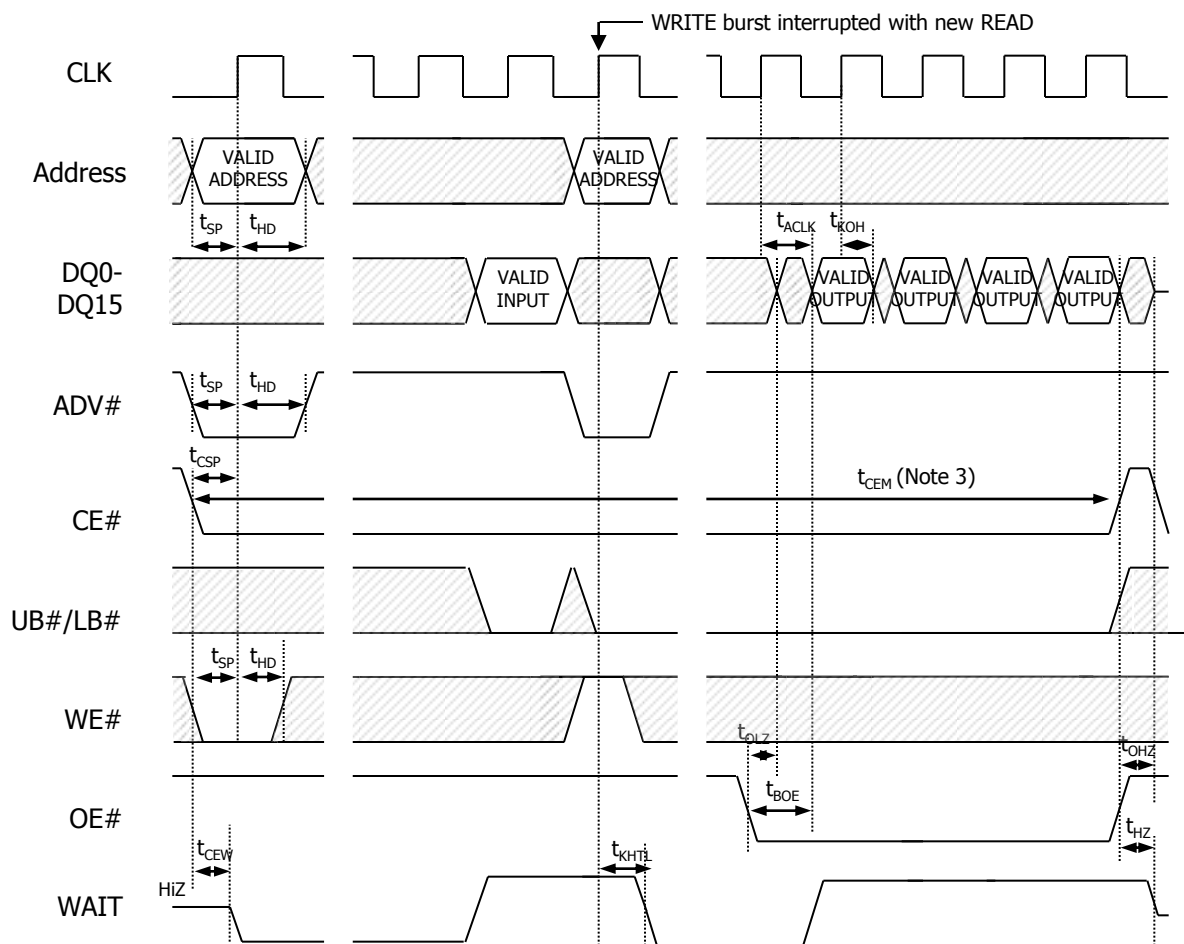 WRITE burst interrupted with new READ
CLK
Address
VALID
ADDRESS
VALID
ADDRESS
tSP
tHD
tACLK
tKOH
DQ0-
DQ15
VALID
INPUT
VALID
OUTPUT
VALID
OUTPUT
VALID
OUTPUT
VALID
OUTPUT
ADV#
tSP
tHD
tCSP
CE#
tCEM (Note 3)
UB#/LB#
tSP
tHD
WE#
tOLZ
tOHZ
OE#
tBOE
tHZ
tCEW
tKHTL
HiZ
WAIT